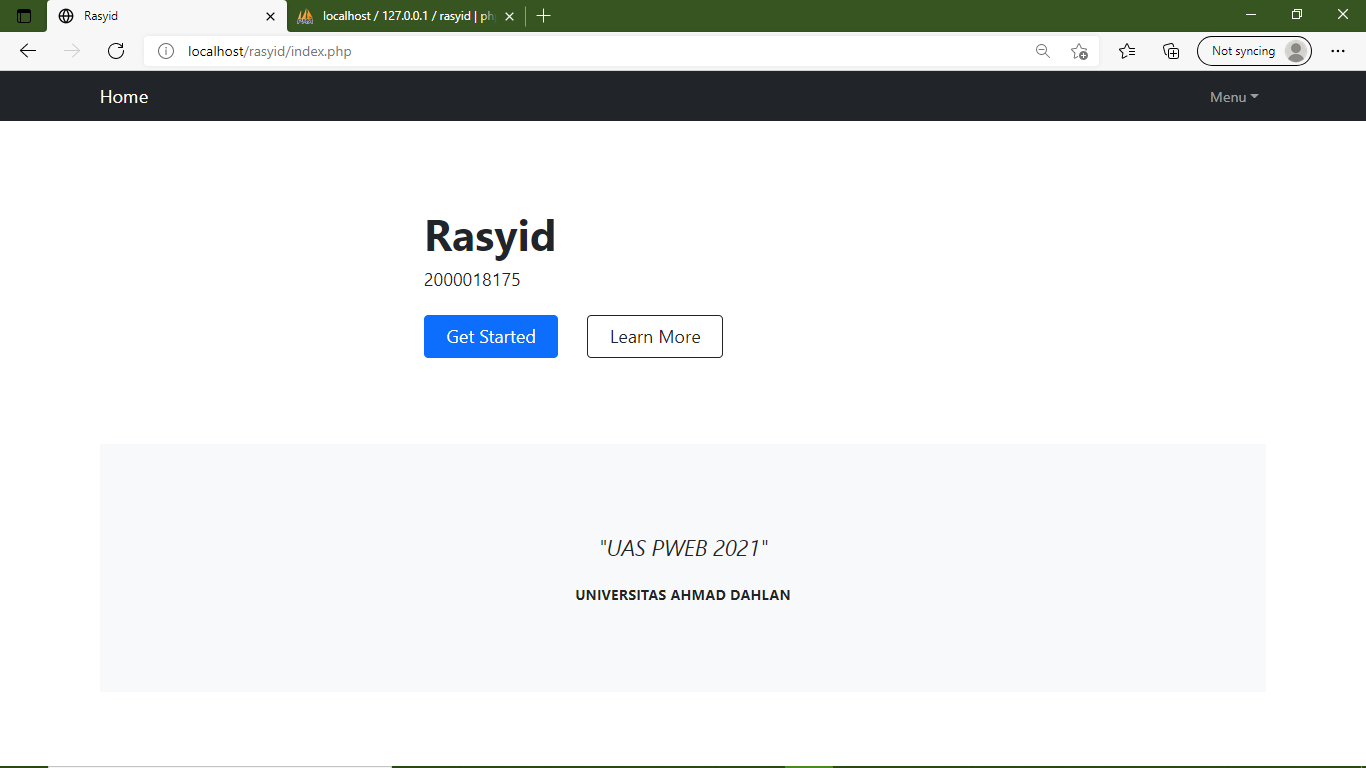 Rasyid
localhost / 127.0.0.1 / rasyid | ph
localhost/rasyid/index.php
Not syncing
Home
Menu
Rasyid
2000018175
Get Started
Learn More
"UAS PWEB 2021"
UNIVERSITAS AHMAD DAHLAN